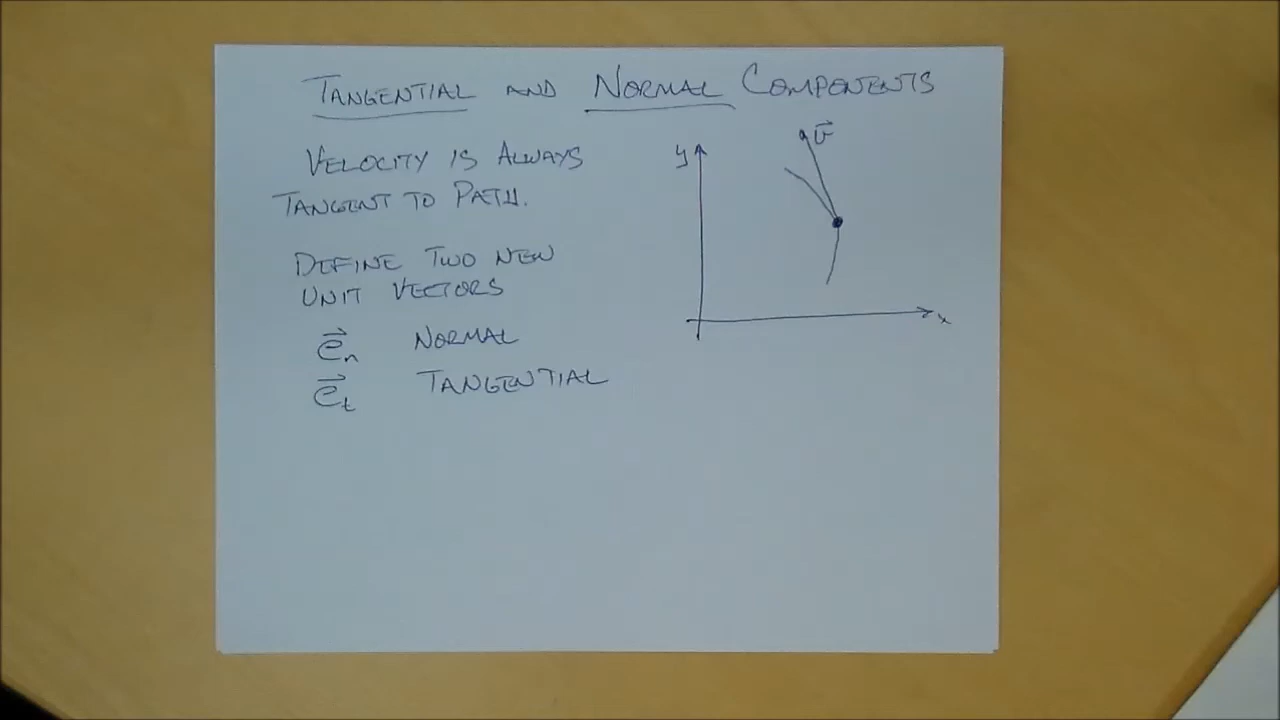 TANGENTIAL AND NORMAL COMPONENTS
VELOCITY IS ALWAYS
TANGENT TO PATH.
DEFINE TWO NEW
UNIT VECTORS
e⃗ₙ NORMAL
e⃗ₜ TANGENTIAL
v⃗
y
x